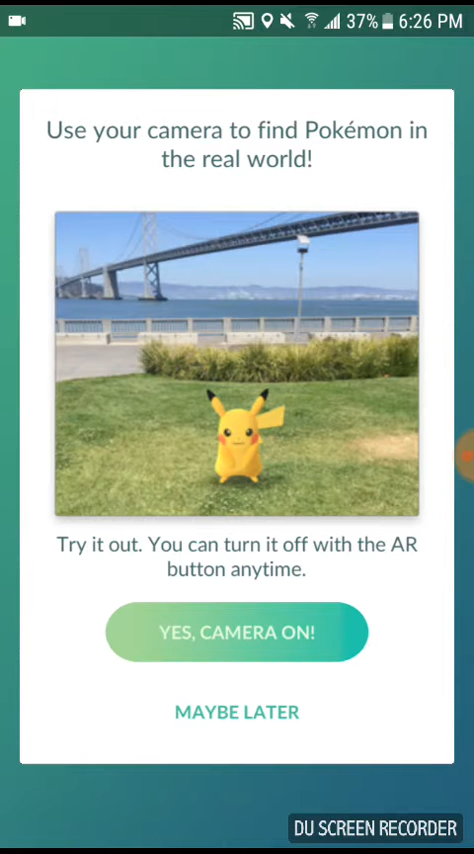 37% 6:26 PM
Use your camera to find Pokémon in
the real world!
Try it out. You can turn it off with the AR
button anytime.
YES, CAMERA ON!
MAYBE LATER
DU SCREEN RECORDER